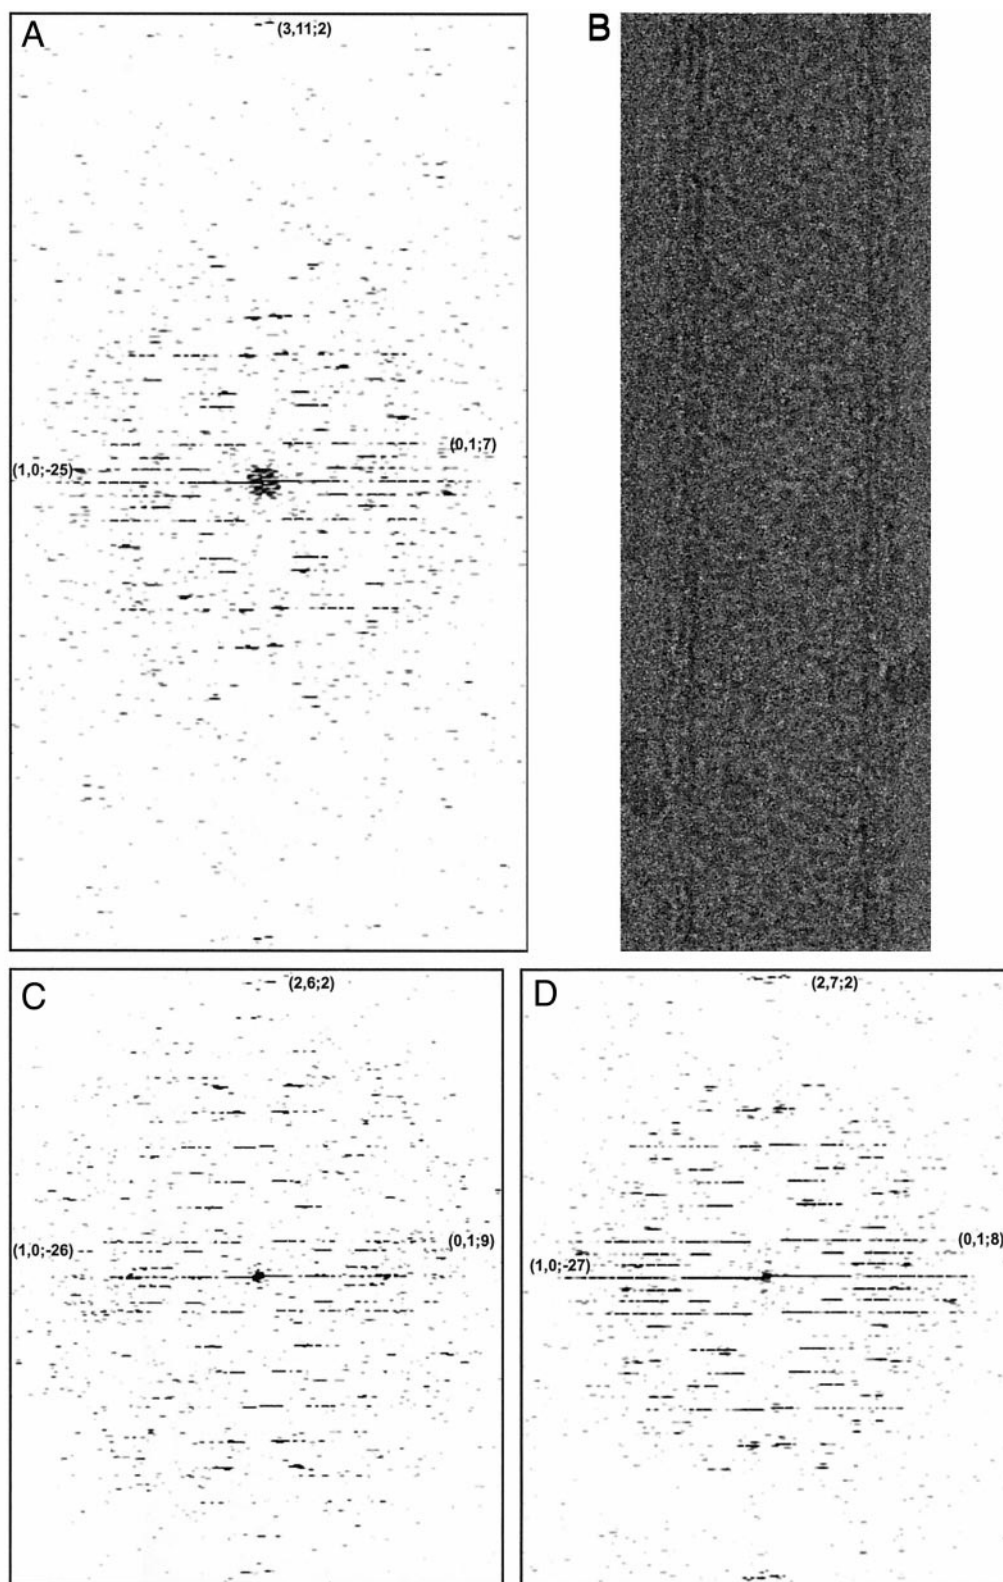 A
(3,11;2)
B
(0,1;7)
(1,0;-25)
C
(2,6;2)
D
(2,7;2)
(1,0;-26)
(0,1;9)
(0,1;8)
(1,0;-27)